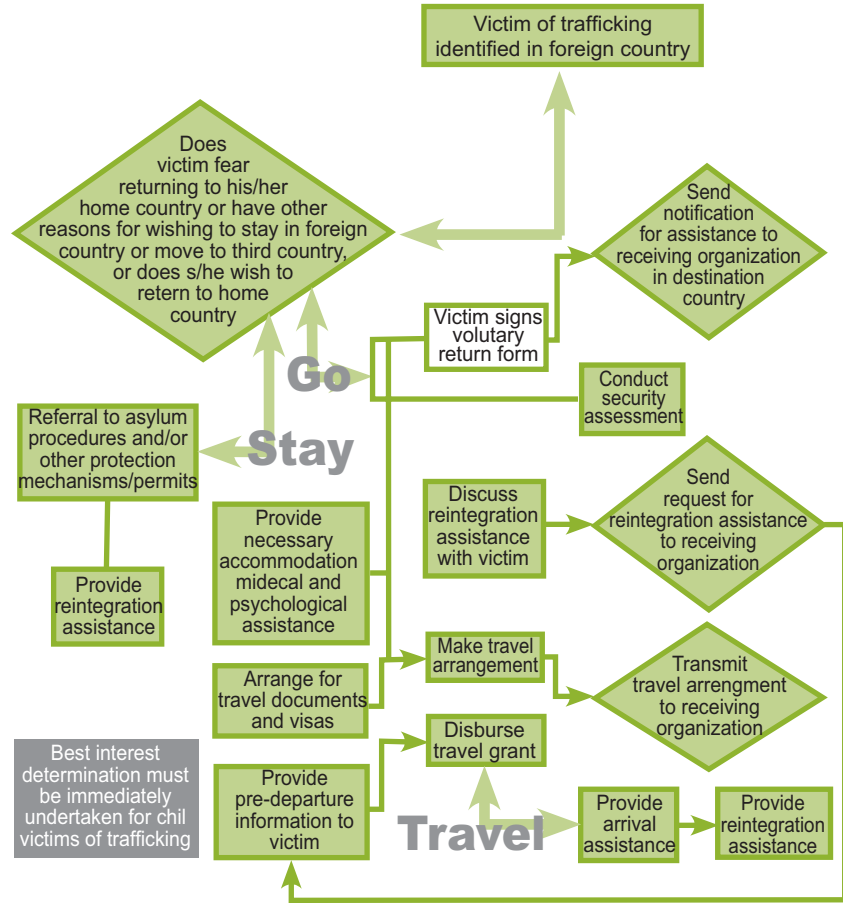 Victim of trafficking
identified in foreign country
Does
victim fear
returning to his/her
home country or have other
reasons for wishing to stay in foreign
country or move to third country,
or does s/he wish to
retern to home
country
Send
notification
for assistance to
receiving organization
in destination
country
Victim signs
volutary
return form
Go
Conduct
security
assessment
Stay
Referral to asylum
procedures and/or
other protection
mechanisms/permits
Provide
reintegration
assistance
Provide
necessary
accommodation
midecal and
psychological
assistance
Discuss
reintegration
assistance
with victim
Send
request for
reintegration assistance
to receiving
organization
Arrange for
travel documents
and visas
Make travel
arrangement
Transmit
travel arrengment
to receiving
organization
Best interest
determination must
be immediately
undertaken for chil
victims of trafficking
Provide
pre-departure
information to
victim
Disburse
travel grant
Travel
Provide
arrival
assistance
Provide
reintegration
assistance